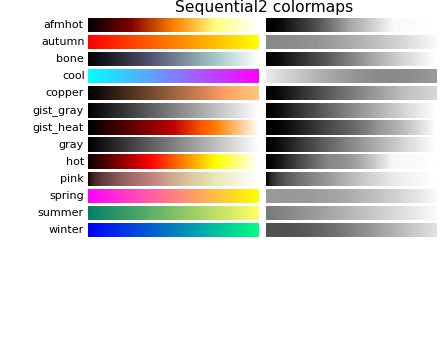 Sequential2 colormaps
afmhot
autumn
bone
cool
copper
gist_gray
gist_heat
gray
hot
pink
spring
summer
winter